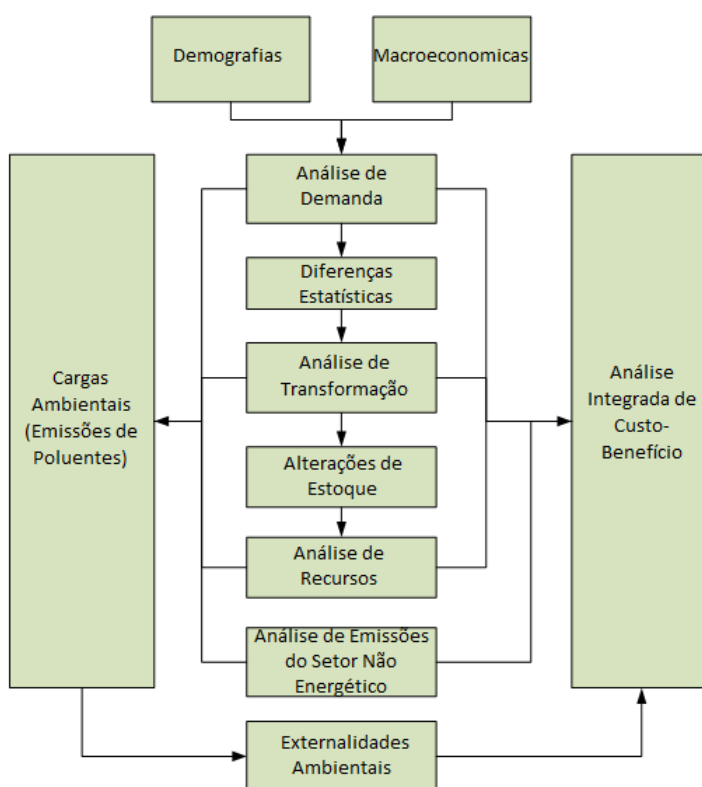 Demografias
Macroeconomicas
Análise de
Demanda
Diferenças
Estatísticas
Análise de
Transformação
Alterações de
Estoque
Análise de
Recursos
Análise de Emissões
do Setor Não
Energético
Cargas
Ambientais
(Emissões de
Poluentes)
Análise
Integrada de
Custo-
Benefício
Externalidades
Ambientais